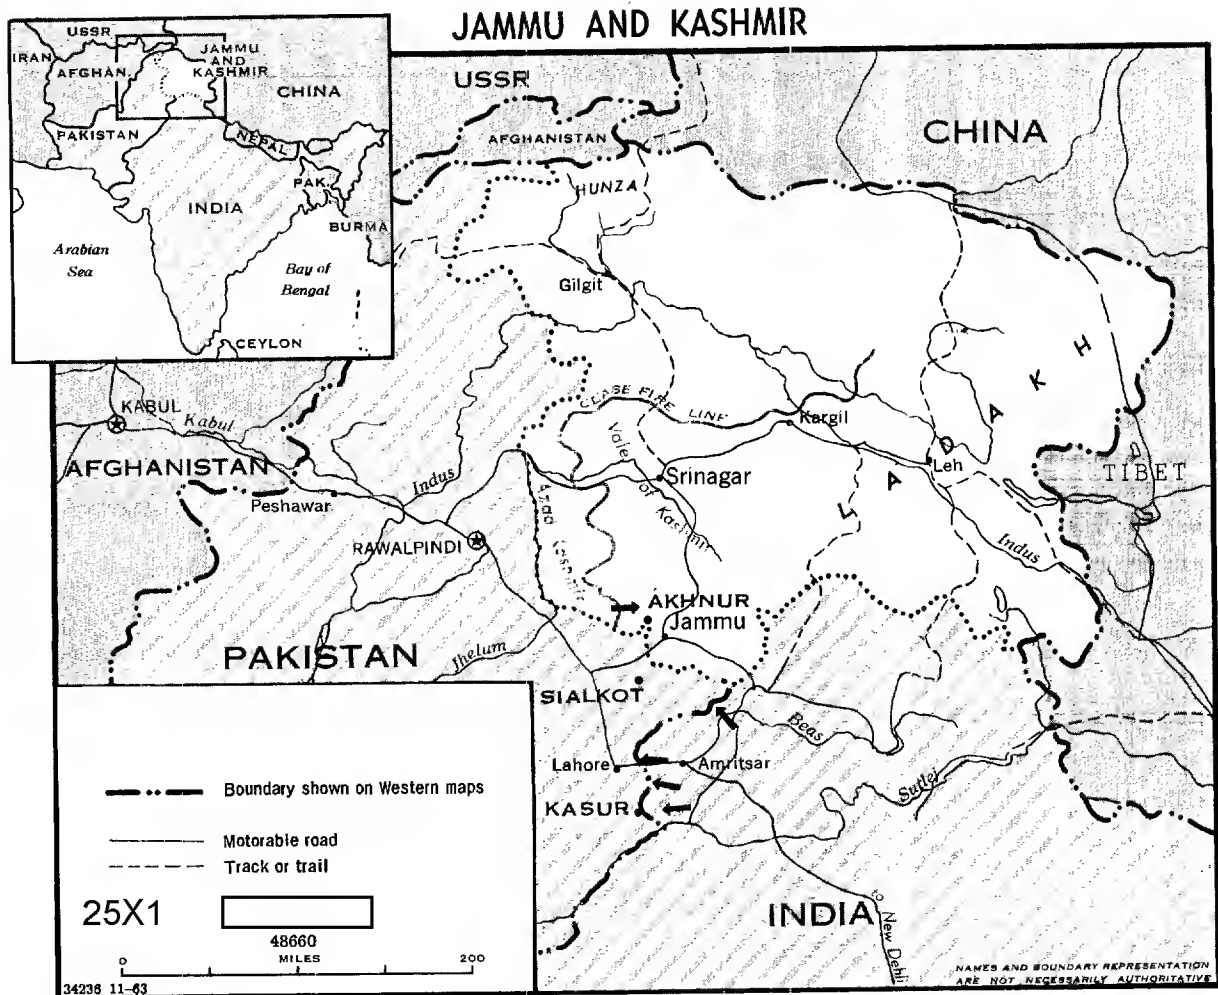 JAMMU AND KASHMIR
USSR
IRAN
AFGHAN.
JAMMU
AND
KASHMIR
CHINA
PAKISTAN
NEPAL
PAK.
INDIA
BURMA
Arabian
Sea
Bay of
Bengal
CEYLON
USSR
AFGHANISTAN
CHINA
HUNZA
Gilgit
CEASE FIRE LINE
Kargil
KABUL
Kabul
AFGHANISTAN
Peshawar
Indus
Vale of Kashmir
Srinagar
Leh
LADAKH
TIBET
Azad Kashmir
RAWALPINDI
Indus
AKHNUR
Jammu
PAKISTAN
Jhelum
SIALKOT
Beas
Lahore
Amritsar
Sutlej
KASUR
INDIA
to New Delhi
Boundary shown on Western maps
Motorable road
Track or trail
25X1
48660
MILES
0 200
34236 11-63
NAMES AND BOUNDARY REPRESENTATION
ARE NOT NECESSARILY AUTHORITATIVE